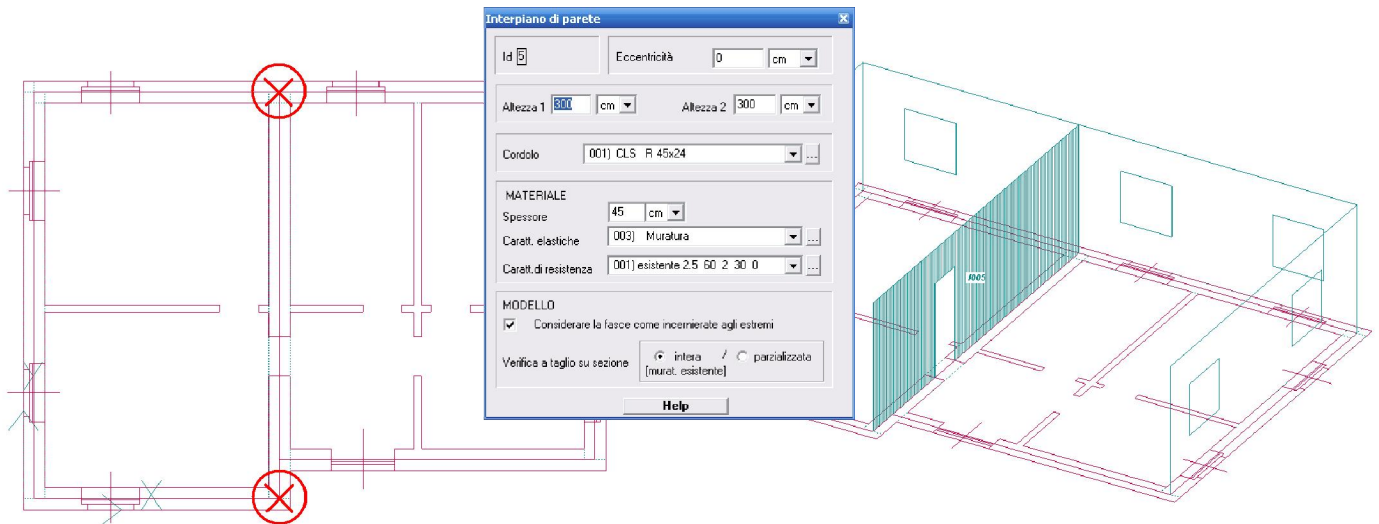 Interpiano di parete
Id 5 Eccentricità 0 cm
Altezza 1 300 cm Altezza 2 300 cm
Cordolo 001) CLS R 45x24 ...
MATERIALE
Spessore 45 cm
Caratt. elastiche 003) Muratura ...
Caratt.di resistenza 001) esistente 2.5 60 2 30 0 ...
MODELLO
Considerare la fasce come incernierate agli estremi
Verifica a taglio su sezione intera / parzializzata
[murat. esistente]
Help
I005